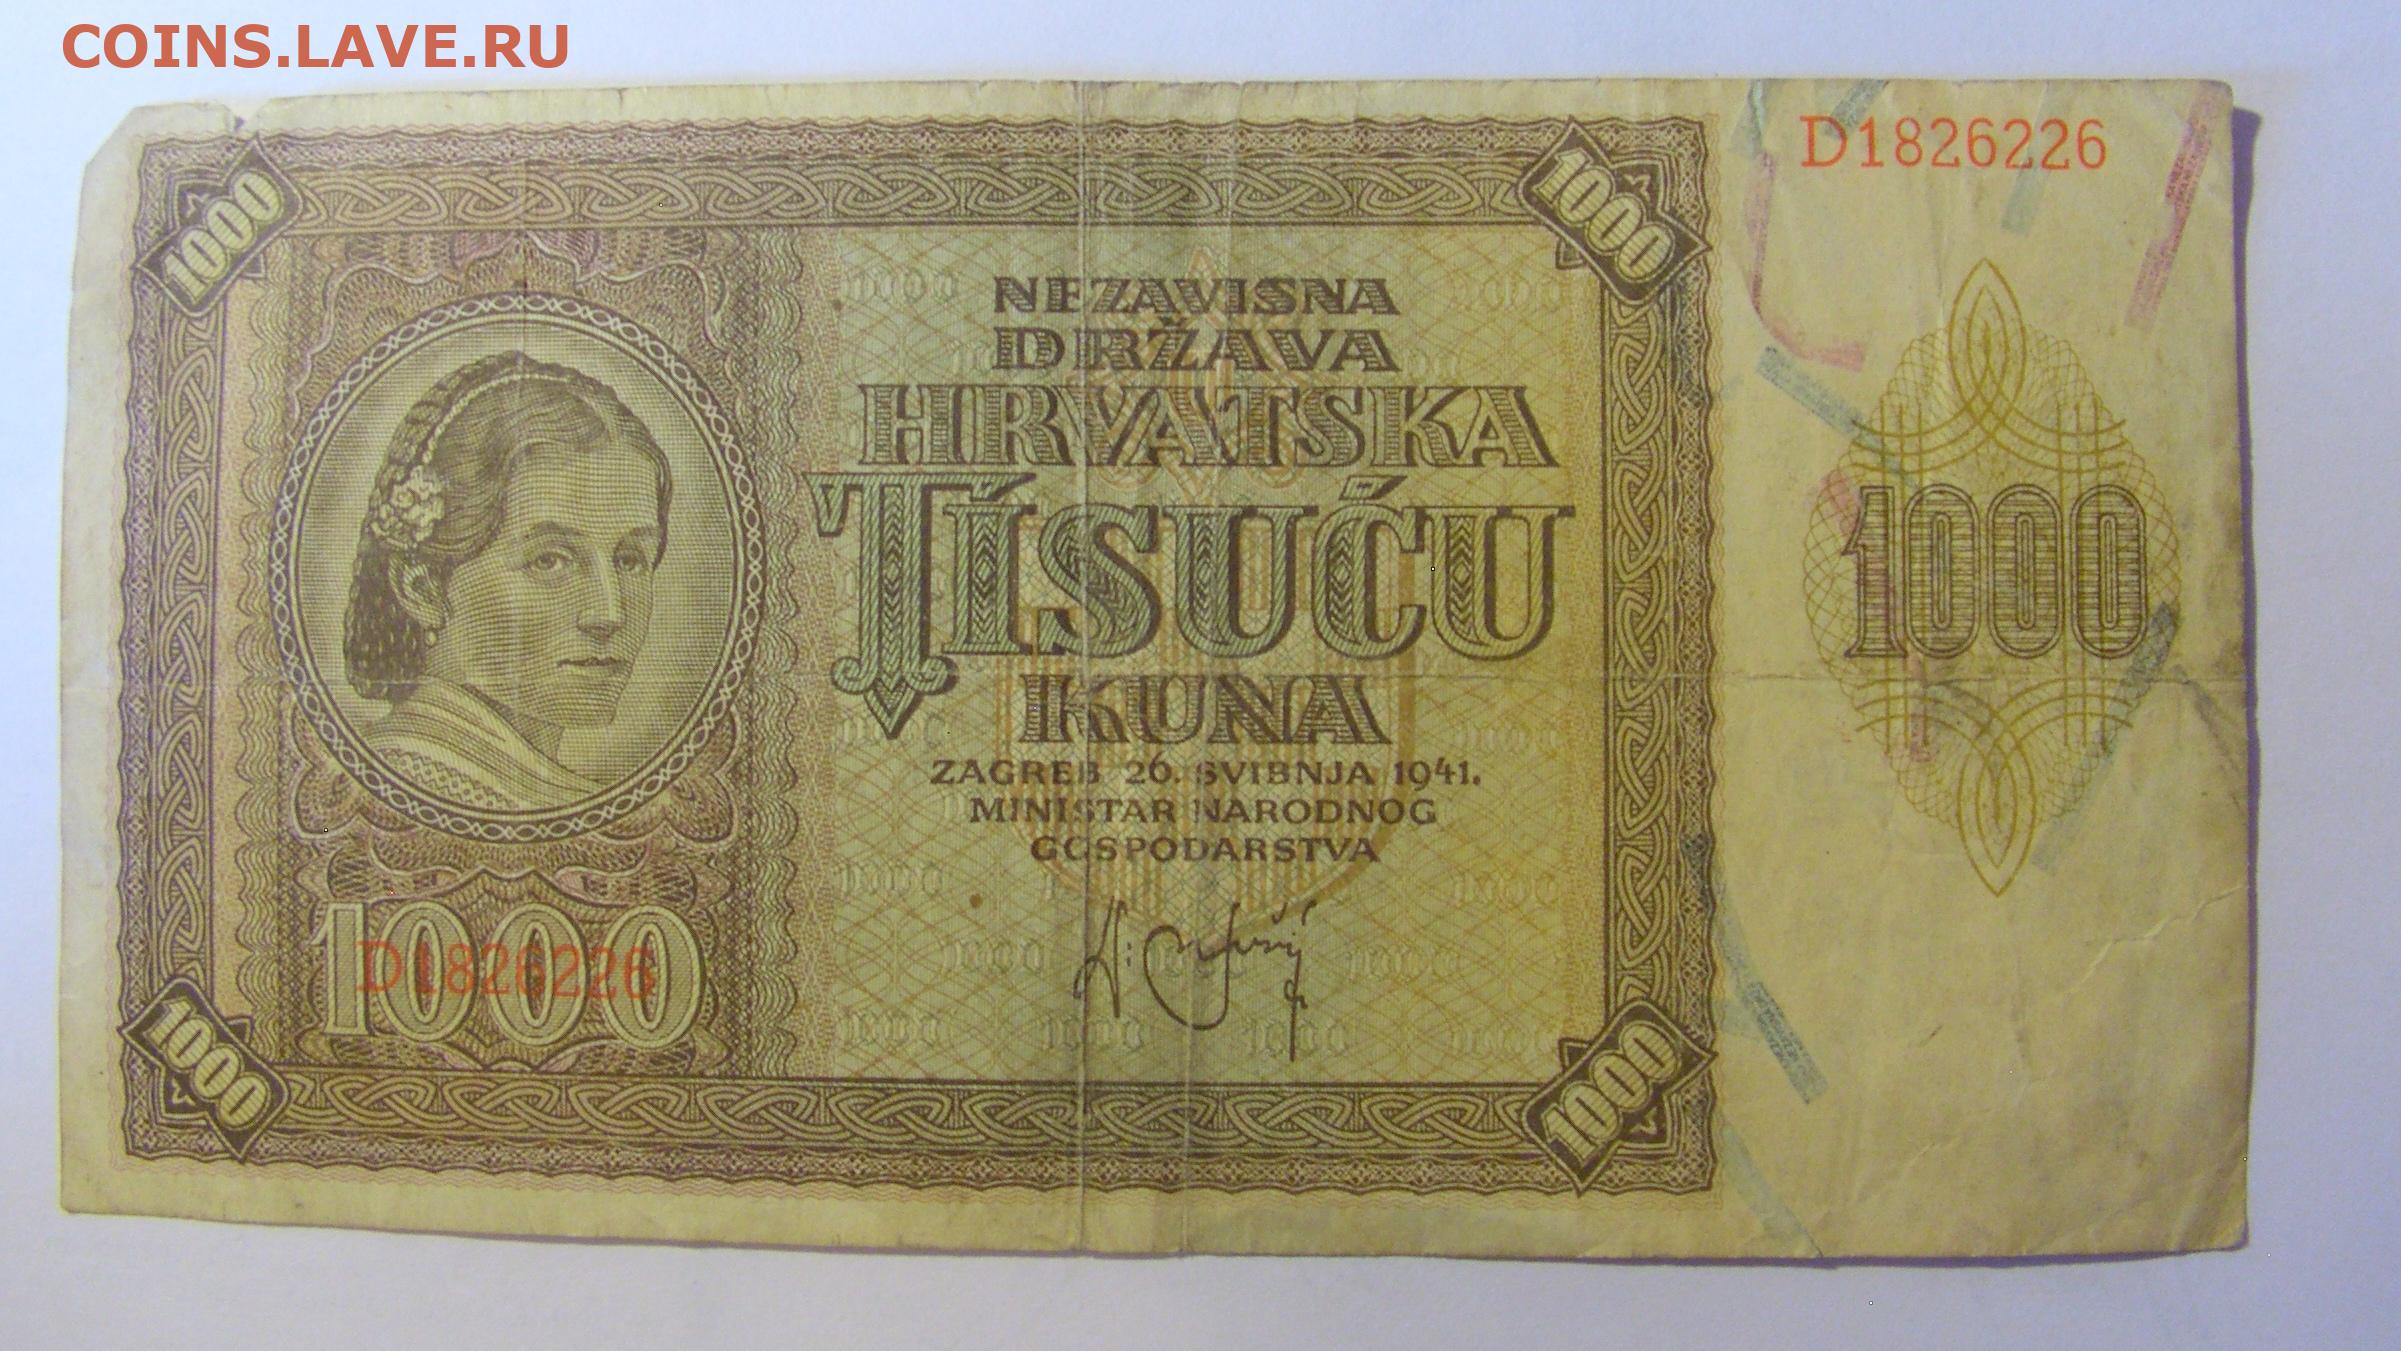 COINS.LAVE.RU
D1826226
1000
1000
NEZAVISNA
DRŽAVA
HRVATSKA
TISUĆU
KUNA
ZAGREB 26. SVIBNJA 1941.
MINISTAR NARODNOG
GOSPODARSTVA
1000
1000
D1826226
1000
1000